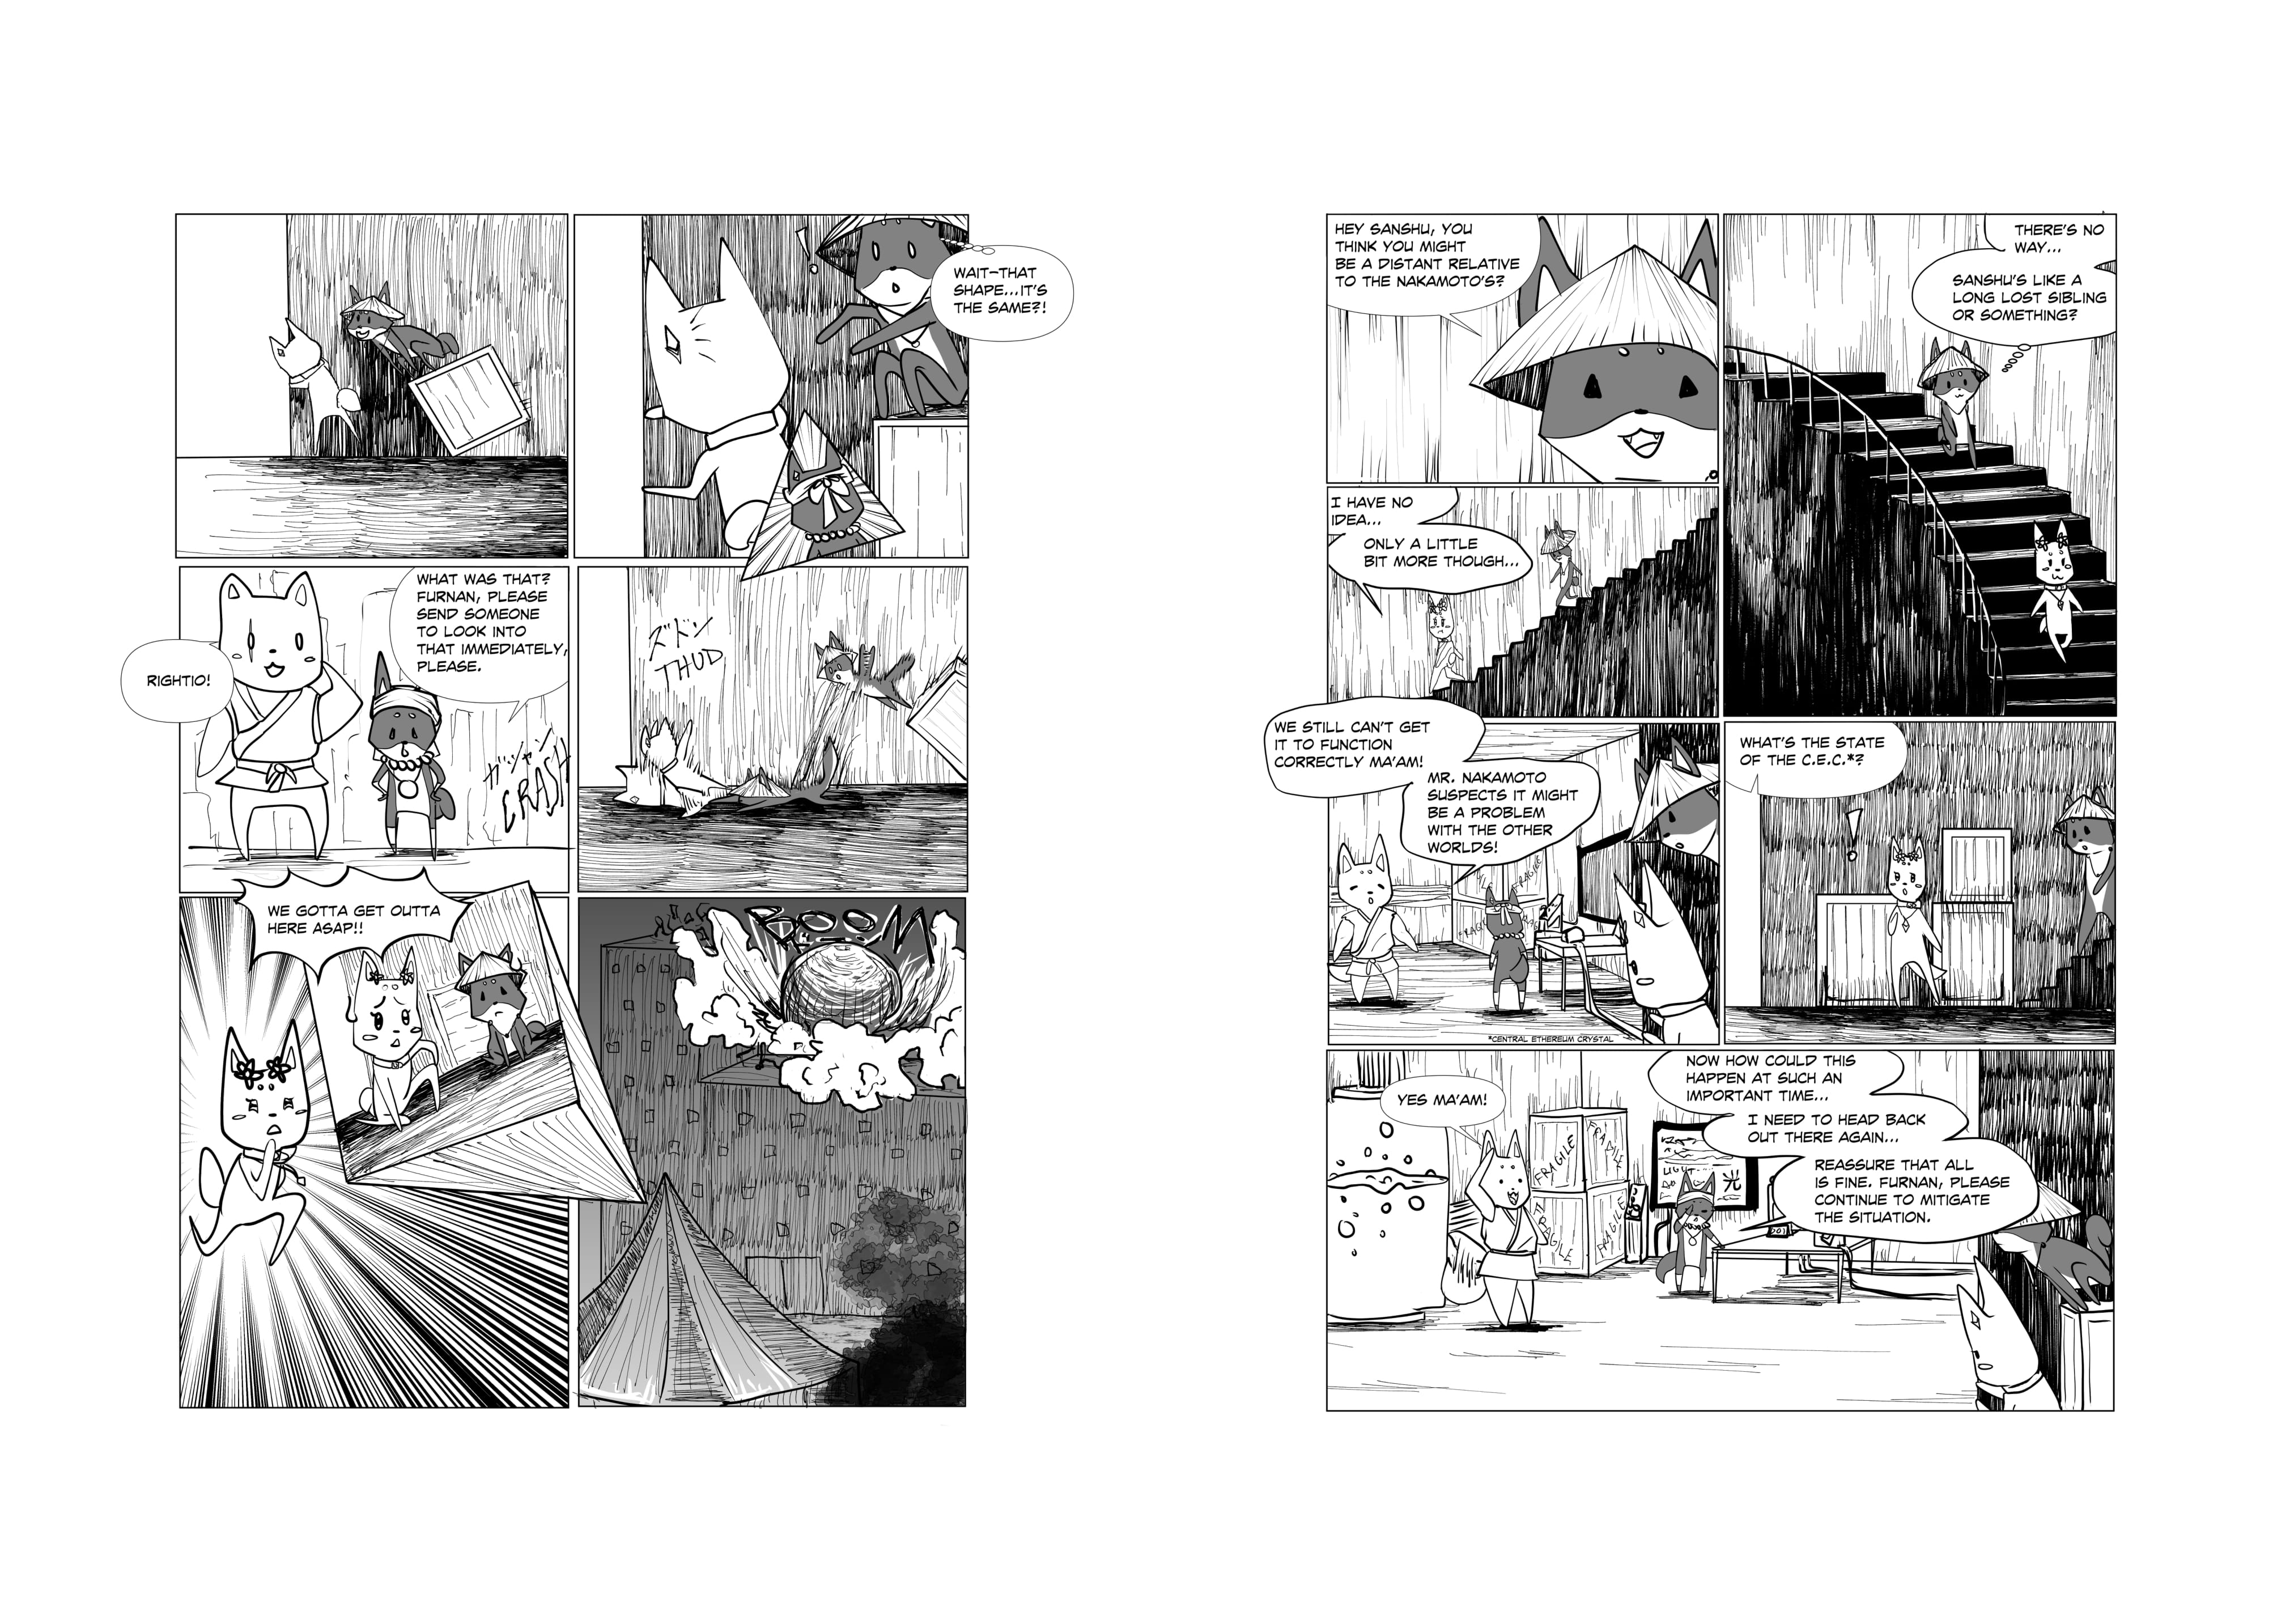 THERE'S NO
WAY...
SANSHU'S LIKE A
LONG LOST SIBLING
OR SOMETHING?
HEY SANSHU, YOU
THINK YOU MIGHT
BE A DISTANT RELATIVE
TO THE NAKAMOTO'S?
I HAVE NO
IDEA...
ONLY A LITTLE
BIT MORE THOUGH...
WHAT'S THE STATE
OF THE C.E.C.*?
WE STILL CAN'T GET
IT TO FUNCTION
CORRECTLY MA'AM!
MR. NAKAMOTO
SUSPECTS IT MIGHT
BE A PROBLEM
WITH THE OTHER
WORLDS!
FRAGILE
FRAGILE
*CENTRAL ETHEREUM CRYSTAL
NOW HOW COULD THIS
HAPPEN AT SUCH AN
IMPORTANT TIME...
I NEED TO HEAD BACK
OUT THERE AGAIN...
REASSURE THAT ALL
IS FINE. FURNAN, PLEASE
CONTINUE TO MITIGATE
THE SITUATION.
YES MA'AM!
FRAGILE
FRAGILE
FRAGILE
FRAGILE
光
WAIT-THAT
SHAPE...IT'S
THE SAME?!
ズドン
THUD
WHAT WAS THAT?
FURNAN, PLEASE
SEND SOMEONE
TO LOOK INTO
THAT IMMEDIATELY,
PLEASE.
RIGHTIO!
ガシャン
CRASH
BOOM
WE GOTTA GET OUTTA
HERE ASAP!!